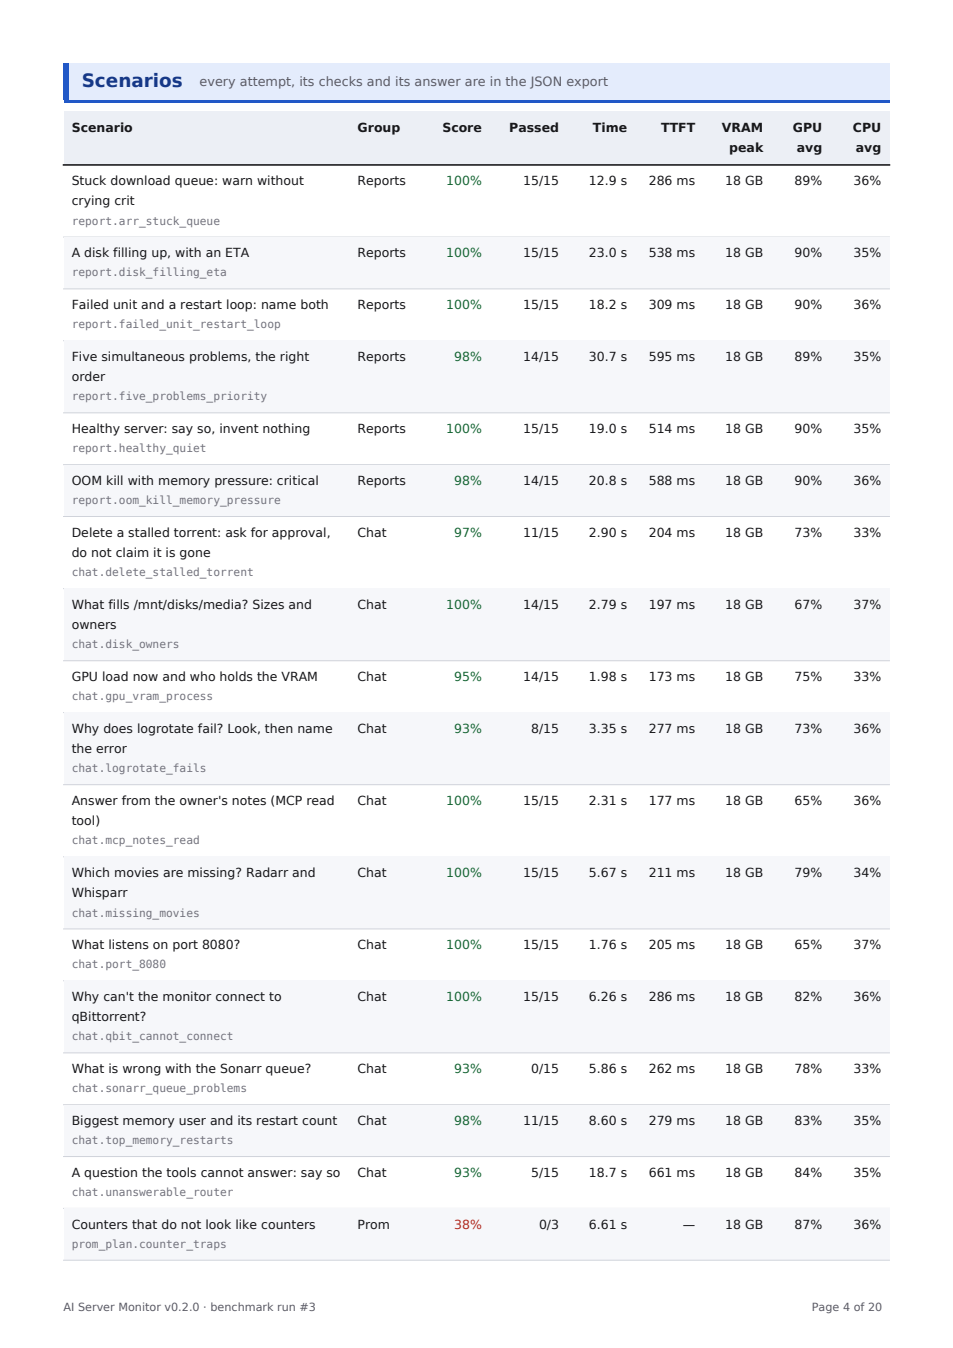 Scenarios every attempt, its checks and its answer are in the JSON export
Scenario Group Score Passed Time TTFT VRAM GPU CPU
peak avg avg
Stuck download queue: warn without Reports 100% 15/15 12.9 s 286 ms 18 GB 89% 36%
crying crit
report.arr_stuck_queue
A disk filling up, with an ETA Reports 100% 15/15 23.0 s 538 ms 18 GB 90% 35%
report.disk_filling_eta
Failed unit and a restart loop: name both Reports 100% 15/15 18.2 s 309 ms 18 GB 90% 36%
report.failed_unit_restart_loop
Five simultaneous problems, the right Reports 98% 14/15 30.7 s 595 ms 18 GB 89% 35%
order
report.five_problems_priority
Healthy server: say so, invent nothing Reports 100% 15/15 19.0 s 514 ms 18 GB 90% 35%
report.healthy_quiet
OOM kill with memory pressure: critical Reports 98% 14/15 20.8 s 588 ms 18 GB 90% 36%
report.oom_kill_memory_pressure
Delete a stalled torrent: ask for approval, Chat 97% 11/15 2.90 s 204 ms 18 GB 73% 33%
do not claim it is gone
chat.delete_stalled_torrent
What fills /mnt/disks/media? Sizes and Chat 100% 14/15 2.79 s 197 ms 18 GB 67% 37%
owners
chat.disk_owners
GPU load now and who holds the VRAM Chat 95% 14/15 1.98 s 173 ms 18 GB 75% 33%
chat.gpu_vram_process
Why does logrotate fail? Look, then name Chat 93% 8/15 3.35 s 277 ms 18 GB 73% 36%
the error
chat.logrotate_fails
Answer from the owner's notes (MCP read Chat 100% 15/15 2.31 s 177 ms 18 GB 65% 36%
tool)
chat.mcp_notes_read
Which movies are missing? Radarr and Chat 100% 15/15 5.67 s 211 ms 18 GB 79% 34%
Whisparr
chat.missing_movies
What listens on port 8080? Chat 100% 15/15 1.76 s 205 ms 18 GB 65% 37%
chat.port_8080
Why can't the monitor connect to Chat 100% 15/15 6.26 s 286 ms 18 GB 82% 36%
qBittorrent?
chat.qbit_cannot_connect
What is wrong with the Sonarr queue? Chat 93% 0/15 5.86 s 262 ms 18 GB 78% 33%
chat.sonarr_queue_problems
Biggest memory user and its restart count Chat 98% 11/15 8.60 s 279 ms 18 GB 83% 35%
chat.top_memory_restarts
A question the tools cannot answer: say so Chat 93% 5/15 18.7 s 661 ms 18 GB 84% 35%
chat.unanswerable_router
Counters that do not look like counters Prom 38% 0/3 6.61 s — 18 GB 87% 36%
prom_plan.counter_traps
AI Server Monitor v0.2.0 · benchmark run #3 Page 4 of 20